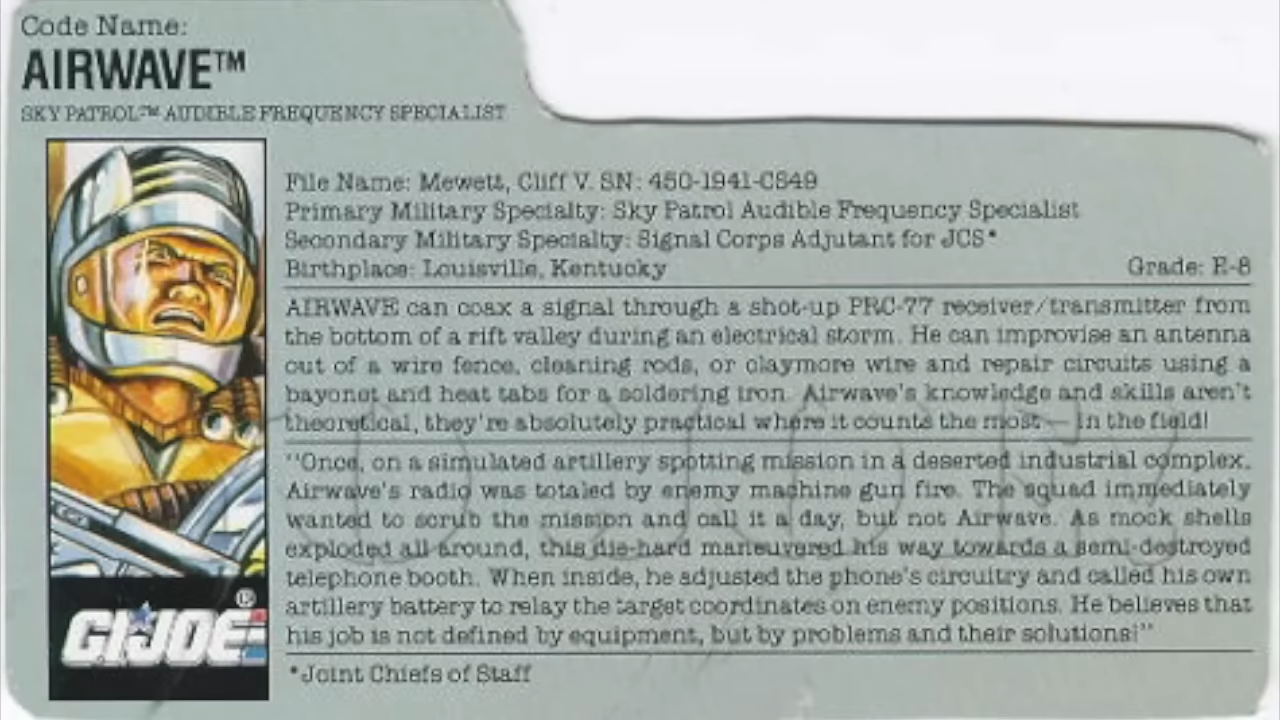 Code Name:
AIRWAVE™
SKY PATROL™ AUDIBLE FREQUENCY SPECIALIST
File Name: Mewett, Cliff V. SN: 450-1941-CS49
Primary Military Specialty: Sky Patrol Audible Frequency Specialist
Secondary Military Specialty: Signal Corps Adjutant for JCS*
Birthplace: Louisville, Kentucky Grade: E-8
AIRWAVE can coax a signal through a shot-up PRC-77 receiver/transmitter from
the bottom of a rift valley during an electrical storm. He can improvise an antenna
out of a wire fence, cleaning rods, or claymore wire and repair circuits using a
bayonet and heat tabs for a soldering iron. Airwave's knowledge and skills aren't
theoretical, they're absolutely practical where it counts the most — in the field!
"Once, on a simulated artillery spotting mission in a deserted industrial complex,
Airwave's radio was totaled by enemy machine gun fire. The squad immediately
wanted to scrub the mission and call it a day, but not Airwave. As mock shells
exploded all around, this die-hard maneuvered his way towards a semi-destroyed
telephone booth. When inside, he adjusted the phone's circuitry and called his own
artillery battery to relay the target coordinates on enemy positions. He believes that
his job is not defined by equipment, but by problems and their solutions!"
*Joint Chiefs of Staff
GI JOE®